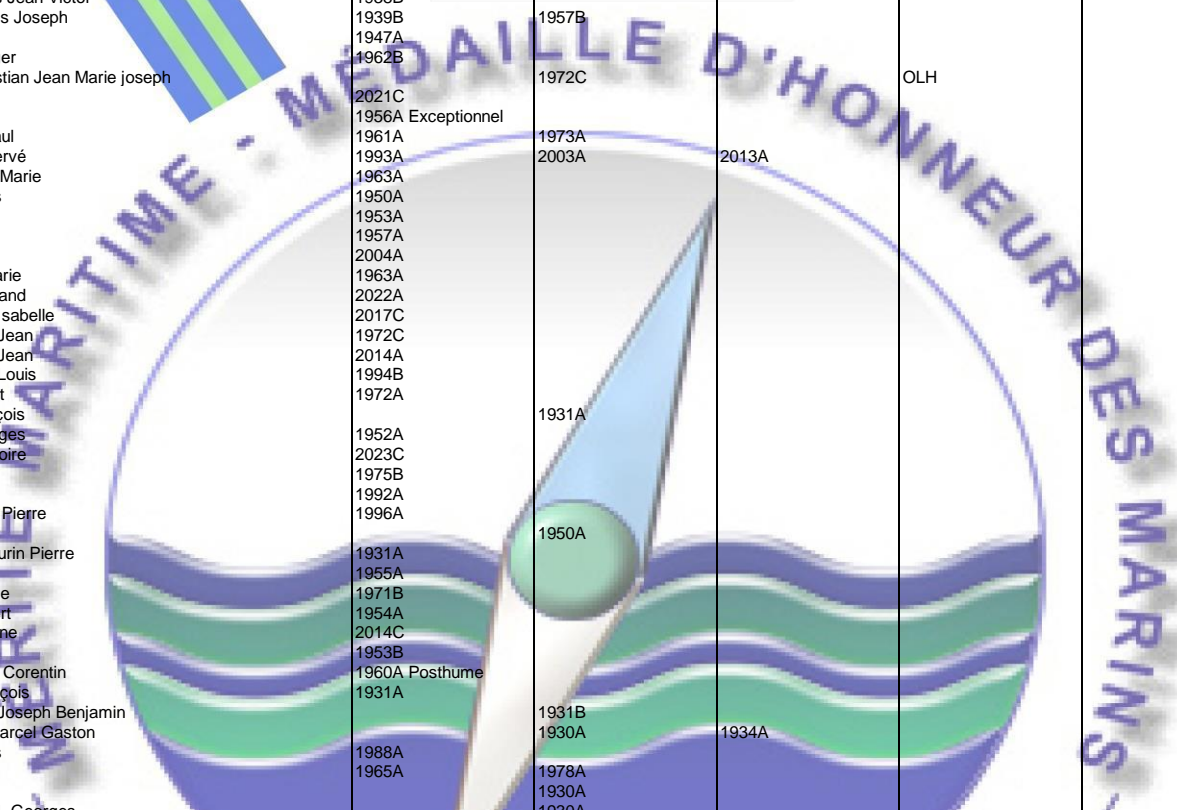 s Joseph 1939B 1957B
1947A
er 1962B
stian Jean Marie joseph 1972C OLH
2021C
1956A Exceptionnel
aul 1961A 1973A
ervé 1993A 2003A 2013A
Marie 1963A
s 1950A
1953A
1957A
2004A
arie 1963A
and 2022A
sabelle 2017C
Jean 1972C
Jean 2014A
Louis 1994B
t 1972A
çois 1931A
ges 1952A
oire 2023C
1975B
1992A
Pierre 1996A
1950A
urin Pierre 1931A
1955A
e 1971B
rt 1954A
ne 2014C
1953B
Corentin 1960A Posthume
çois 1931A
Joseph Benjamin 1931B
arcel Gaston 1930A 1934A
s 1988A
1965A 1978A
1930A
MERITE MARITIME - MÉDAILLE D'HONNEUR DES MARINS -